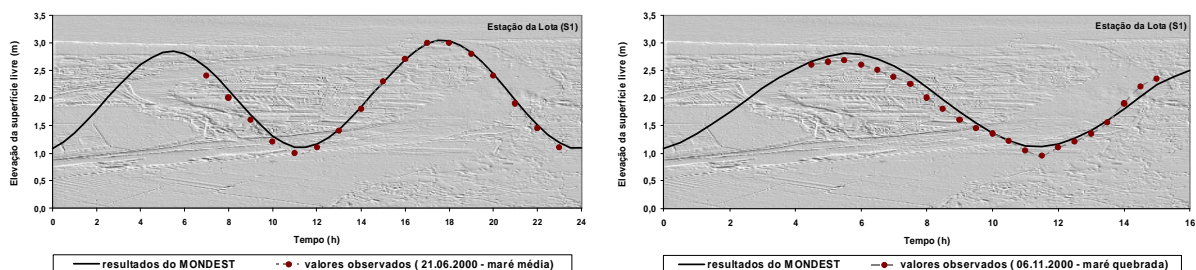 Estação da Lota (S1)
Elevação da superfície livre (m)
3,5
3,0
2,5
2,0
1,5
1,0
0,5
0,0
0 2 4 6 8 10 12 14 16 18 20 22 24
Tempo (h)
resultados do MONDEST valores observados ( 21.06.2000 - maré média)
Estação da Lota (S1)
Elevação da superfície livre (m)
3,5
3,0
2,5
2,0
1,5
1,0
0,5
0,0
0 2 4 6 8 10 12 14 16
Tempo (h)
resultados do MONDEST valores observados ( 06.11.2000 - maré quebrada)